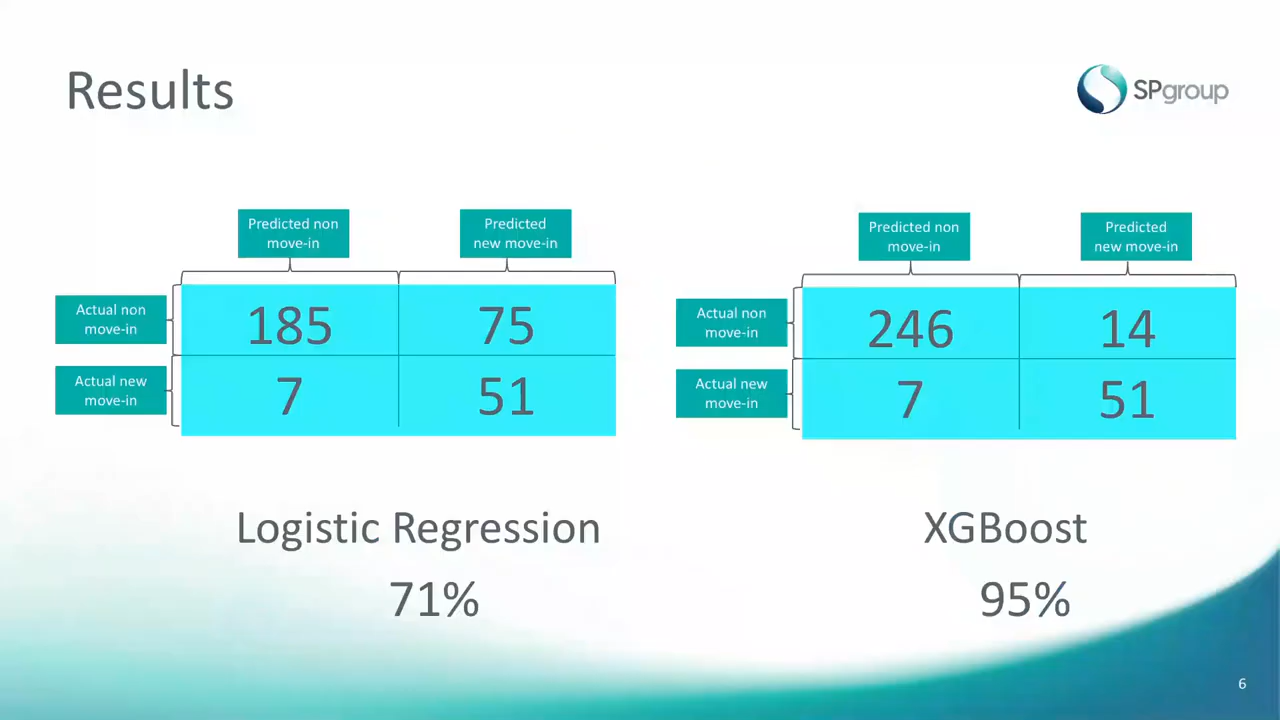 Results
SPgroup
Predicted non
move-in
Predicted
new move-in
Actual non
move-in
185
75
Actual new
move-in
7
51
Logistic Regression
71%
Predicted non
move-in
Predicted
new move-in
Actual non
move-in
246
14
Actual new
move-in
7
51
XGBoost
95%
6